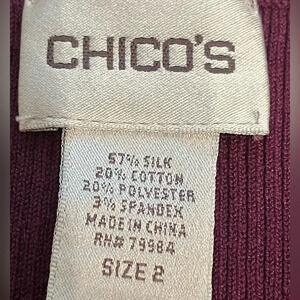 CHICO'S
57% SILK
20% COTTON
20% POLYESTER
3% SPANDEX
MADE IN CHINA
RN# 79984
SIZE 2